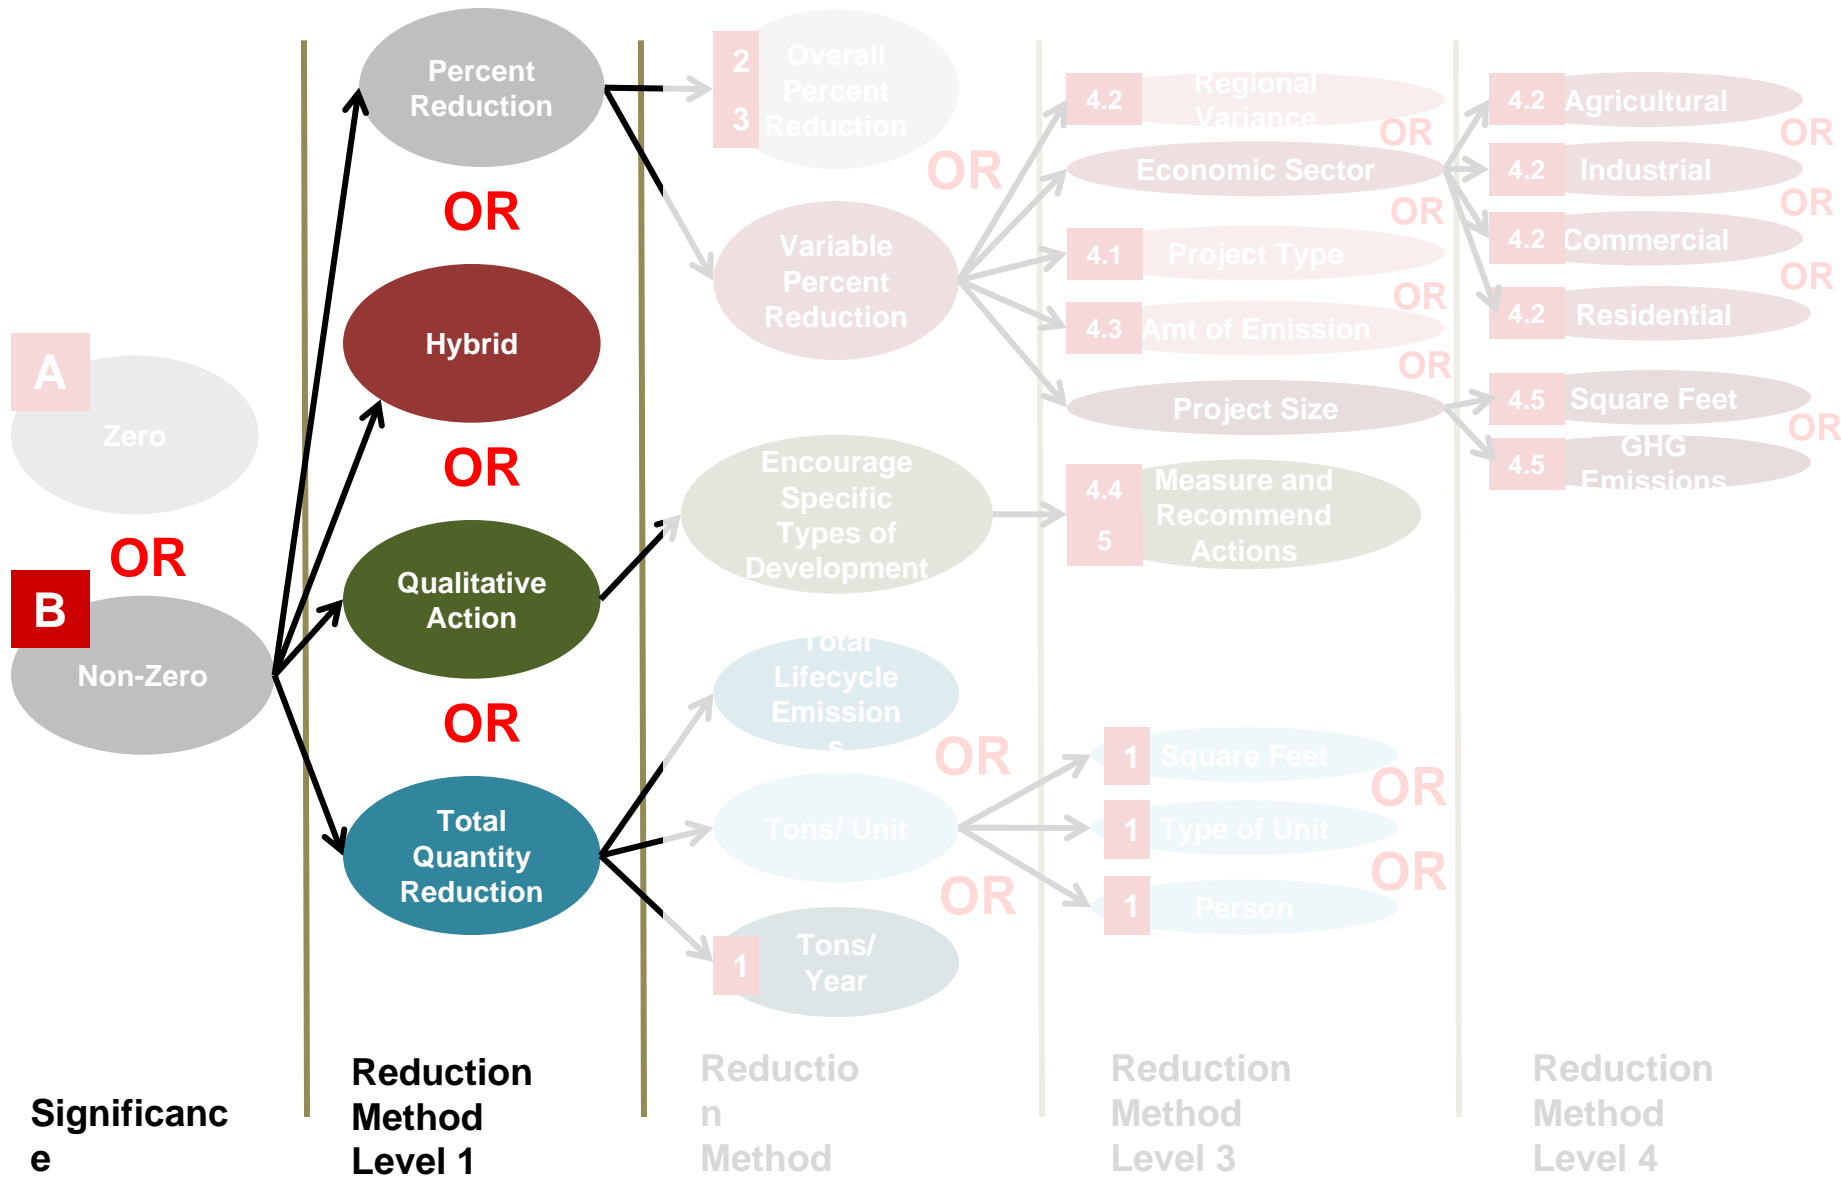 A
Zero
OR
B
Non-Zero
Significanc
e
Percent
Reduction
OR
Hybrid
OR
Qualitative
Action
OR
Total
Quantity
Reduction
Reduction
Method
Level 1
2
3
Overall
Percent
Reduction
OR
Variable
Percent
Reduction
Encourage
Specific
Types of
Development
Total
Lifecycle
Emission
s
OR
Tons/ Unit
OR
1
Tons/
Year
Reductio
n
Method
4.2
Regional
Variance
OR
Economic Sector
OR
4.1
Project Type
OR
4.3
Amt of Emission
OR
Project Size
4.4
5
Measure and
Recommend
Actions
1
Square Feet
OR
1
Type of Unit
OR
1
Person
Reduction
Method
Level 3
4.2
Agricultural
OR
4.2
Industrial
OR
4.2
Commercial
OR
4.2
Residential
4.5
Square Feet
OR
4.5
GHG
Emissions
Reduction
Method
Level 4